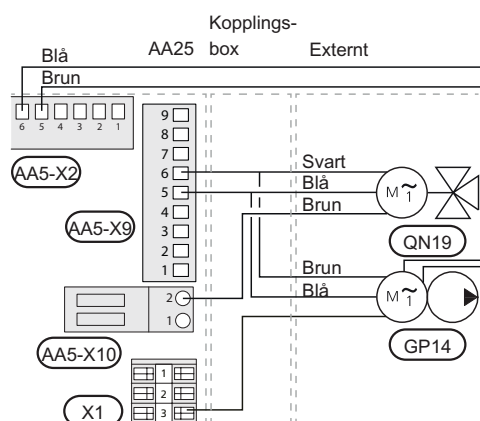 Kopplings-
AA25 box Externt
Blå
Brun
6 5 4 3 2 1
AA5-X2
9
8
7
6
5
4
3
2
1
AA5-X9
Svart
Blå
Brun
M ~ 1
QN19
Brun
Blå
M ~ 1
GP14
2
1
AA5-X10
1
2
3
X1